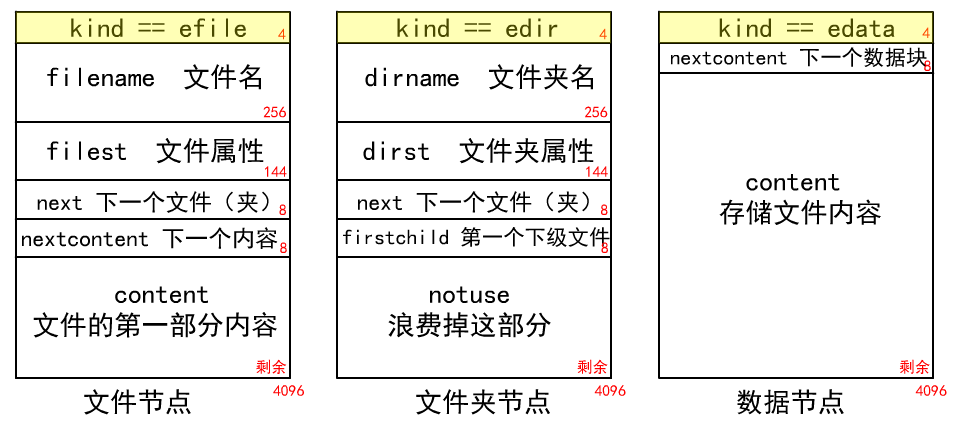 kind == efile
4
filename 文件名
256
filest 文件属性
144
next 下一个文件（夹）
8
nextcontent 下一个内容
8
content
文件的第一部分内容
剩余
4096
文件节点
kind == edir
4
dirname 文件夹名
256
dirst 文件夹属性
144
next 下一个文件（夹）
8
firstchild 第一个下级文件
8
notuse
浪费掉这部分
剩余
4096
文件夹节点
kind == edata
4
nextcontent 下一个数据块
8
content
存储文件内容
剩余
4096
数据节点